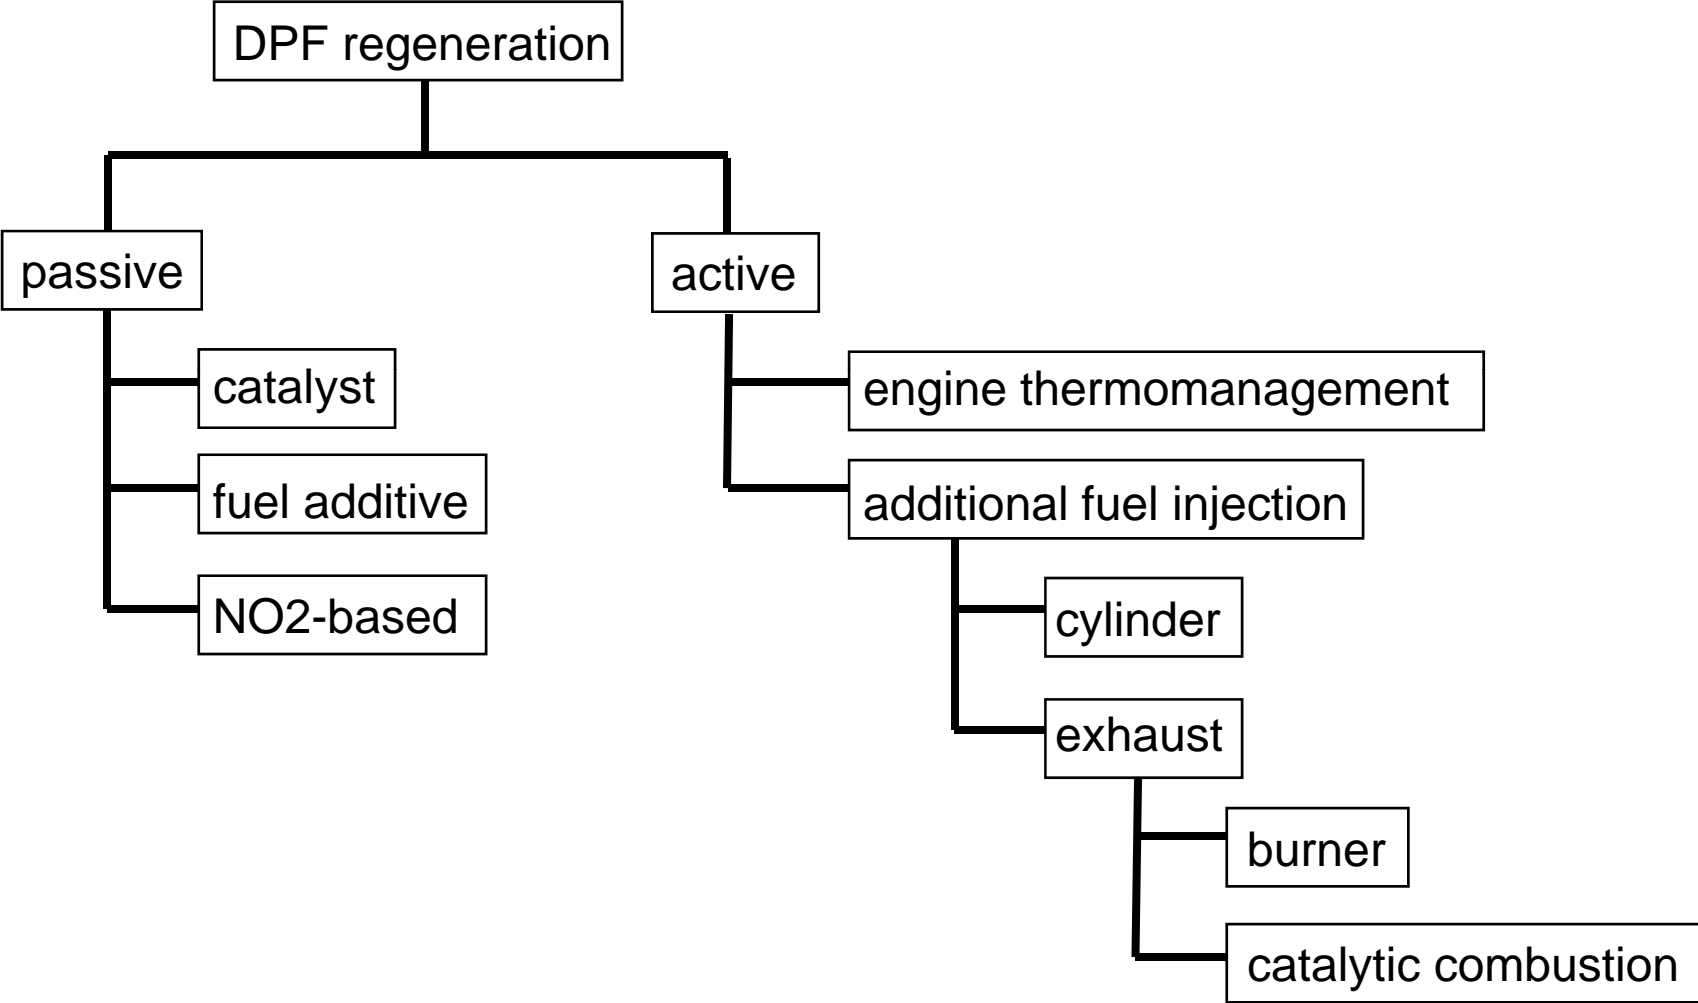 DPF regeneration
passive
active
catalyst
engine thermomanagement
fuel additive
additional fuel injection
NO2-based
cylinder
exhaust
burner
catalytic combustion